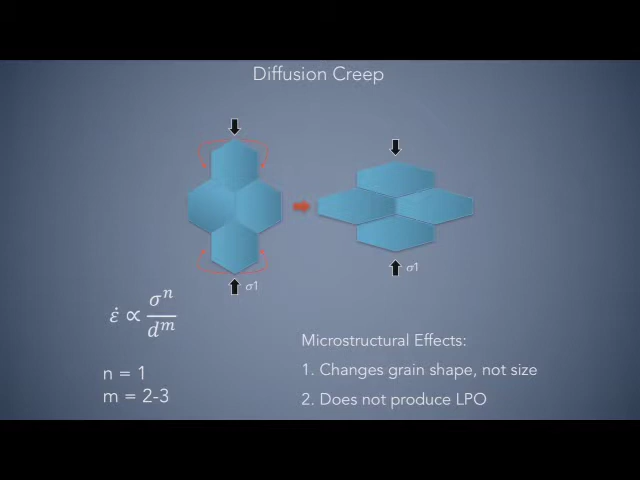 Diffusion Creep
σ1
σ1
ε̇ ∝ σⁿ/dᵐ
n = 1
m = 2-3
Microstructural Effects:
1. Changes grain shape, not size
2. Does not produce LPO